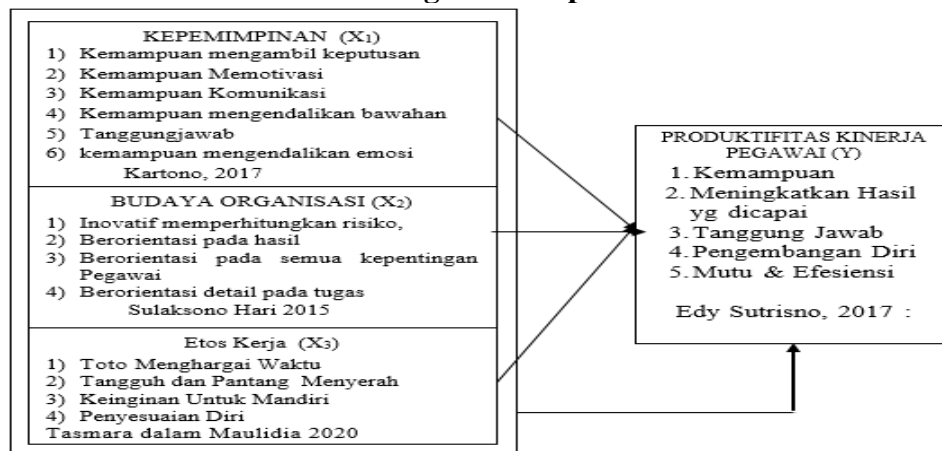 KEPEMIMPINAN (X1)
1) Kemampuan mengambil keputusan
2) Kemampuan Memotivasi
3) Kemampuan Komunikasi
4) Kemampuan mengendalikan bawahan
5) Tanggungjawab
6) kemampuan mengendalikan emosi
Kartono, 2017
BUDAYA ORGANISASI (X2)
1) Inovatif memperhitungkan risiko,
2) Berorientasi pada hasil
3) Berorientasi pada semua kepentingan
Pegawai
4) Berorientasi detail pada tugas
Sulaksono Hari 2015
Etos Kerja (X3)
1) Toto Menghargai Waktu
2) Tangguh dan Pantang Menyerah
3) Keinginan Untuk Mandiri
4) Penyesuaian Diri
Tasmara dalam Maulidia 2020
PRODUKTIFITAS KINERJA
PEGAWAI (Y)
1. Kemampuan
2. Meningkatkan Hasil
yg dicapai
3. Tanggung Jawab
4. Pengembangan Diri
5. Mutu & Efesiensi
Edy Sutrisno, 2017 :